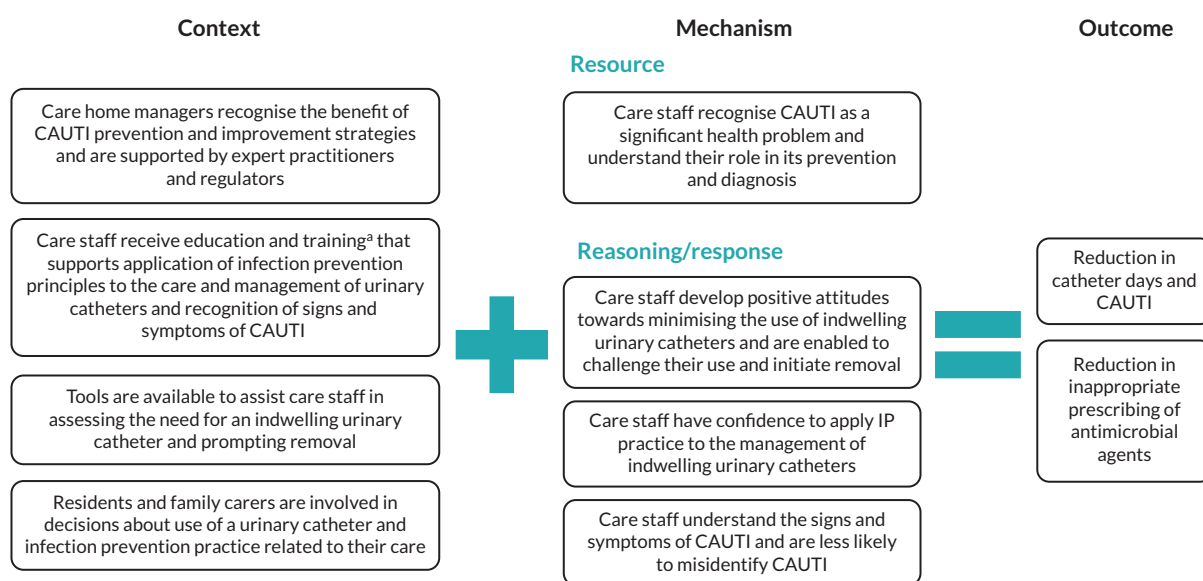 Context
Care home managers recognise the benefit of
CAUTI prevention and improvement strategies
and are supported by expert practitioners
and regulators
Care staff receive education and trainingᵃ that
supports application of infection prevention
principles to the care and management of urinary
catheters and recognition of signs and
symptoms of CAUTI
Tools are available to assist care staff in
assessing the need for an indwelling urinary
catheter and prompting removal
Residents and family carers are involved in
decisions about use of a urinary catheter and
infection prevention practice related to their care
Mechanism
Resource
Care staff recognise CAUTI as a
significant health problem and
understand their role in its prevention
and diagnosis
Reasoning/response
Care staff develop positive attitudes
towards minimising the use of indwelling
urinary catheters and are enabled to
challenge their use and initiate removal
Care staff have confidence to apply IP
practice to the management of
indwelling urinary catheters
Care staff understand the signs and
symptoms of CAUTI and are less likely
to misidentify CAUTI
Outcome
Reduction in
catheter days and
CAUTI
Reduction in
inappropriate
prescribing of
antimicrobial
agents